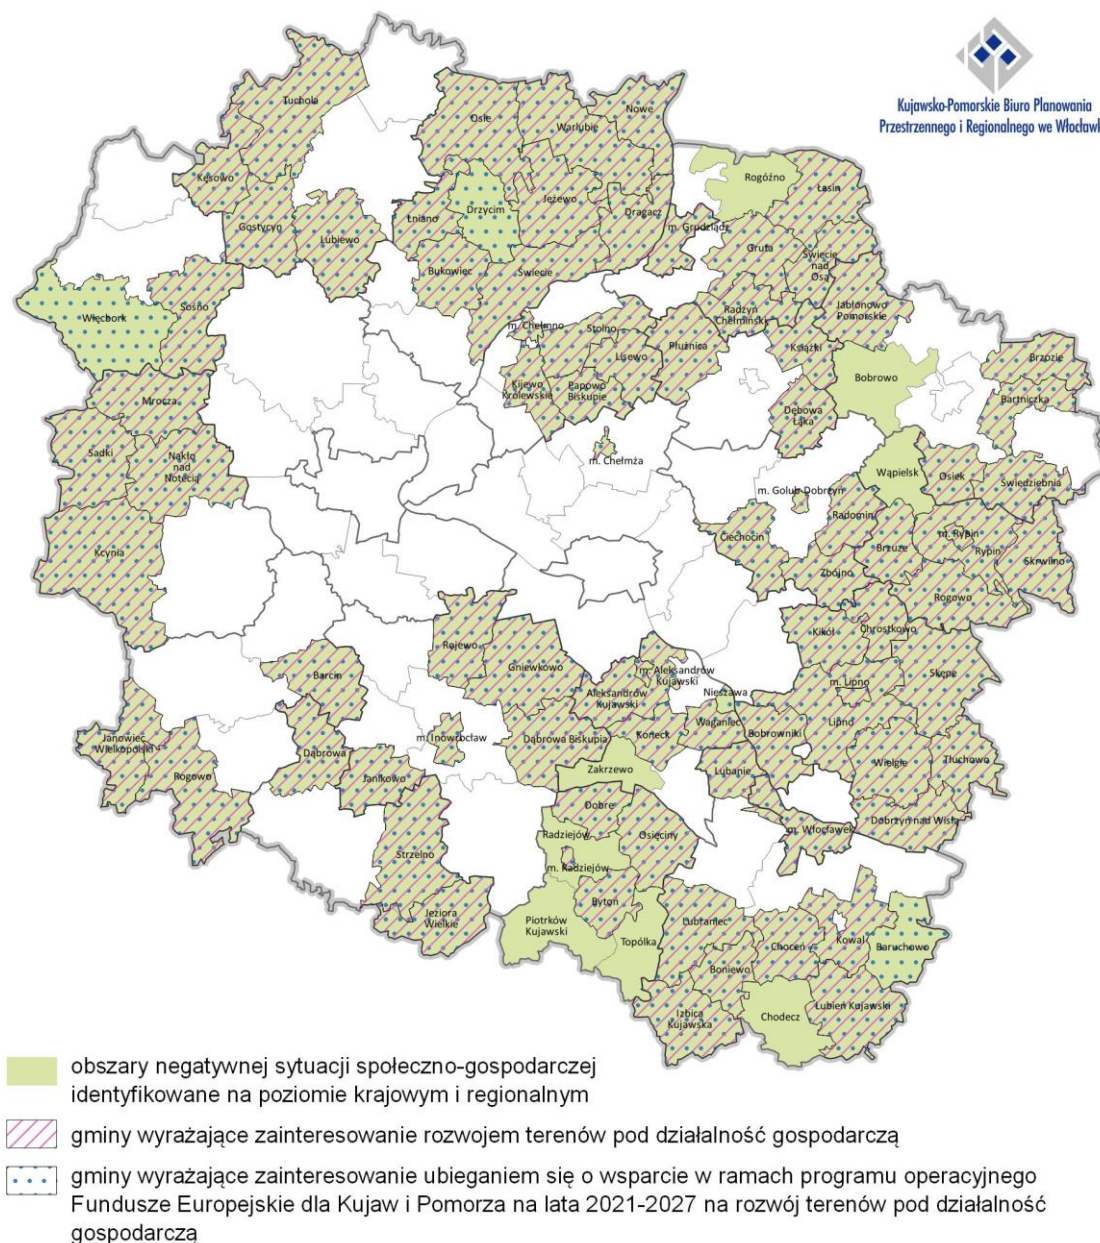 Kujawsko-Pomorskie Biuro Planowania
Przestrzennego i Regionalnego we Włocławk
Tuchola
Osie
Warlubie
Nowe
Rogóźno
Łasin
Kęsowo
Drzycim
Jeżewo
Dragacz
Gostycyn
Lubiewo
Łniano
m. Grudziądz
Gruta
Świecie
nad
Osą
Bukowiec
Świecie
Więcbork
Sośno
Radzyń
Chełmiński
Jabłonowo
Pomorskie
m. Chełmno
Stolno
Płużnica
Książki
Lisewo
Brzozie
Bobrowo
Kijewo
Królewskie
Papowo
Biskupie
Bartniczka
Mrocza
Dębowa
Łąka
Sadki
Nakło
nad
Notecią
m. Chełmża
Wąpielsk
Osiek
Świedziebnia
m. Golub-Dobrzyń
Radomin
Ciechocin
Brzuze
m. Rypin
Rypin
Skrwilno
Kcynia
Zbójno
Rogowo
Kikół
Chrostkowo
Rojewo
Gniewkowo
Barcin
m. Aleksandrów
Kujawski
Skępe
m. Lipno
Aleksandrów
Kujawski
Nieszawa
Waganiec
Bobrowniki
Lipno
Janowiec
Wielkopolski
Dąbrowa
m. Inowrocław
Dąbrowa Biskupia
Koneck
Wielgie
Tłuchowo
Rogowo
Janikowo
Zakrzewo
Lubanie
Dobre
Dobrzyń nad Wisłą
m. Włocławek
Radziejów
Osięciny
Strzelno
m. Radziejów
Bytoń
Jeziora
Wielkie
Piotrków
Kujawski
Topólka
Lubraniec
Choceń
Kowal
Baruchowo
Boniewo
Izbica
Kujawska
Chodecz
Lubień Kujawski
obszary negatywnej sytuacji społeczno-gospodarczej
identyfikowane na poziomie krajowym i regionalnym
gminy wyrażające zainteresowanie rozwojem terenów pod działalność gospodarczą
gminy wyrażające zainteresowanie ubieganiem się o wsparcie w ramach programu operacyjnego
Fundusze Europejskie dla Kujaw i Pomorza na lata 2021-2027 na rozwój terenów pod działalność
gospodarczą